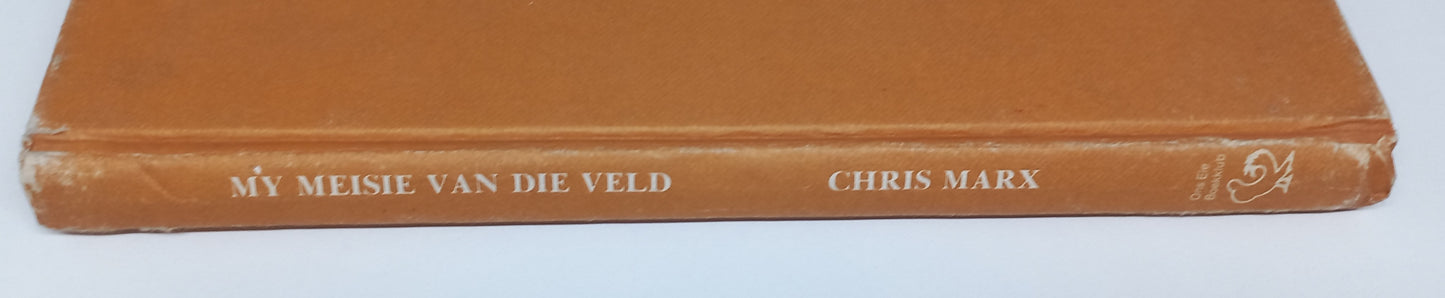 MY MEISIE VAN DIE VELD
CHRIS MARX
Ons Eie
Boekklub